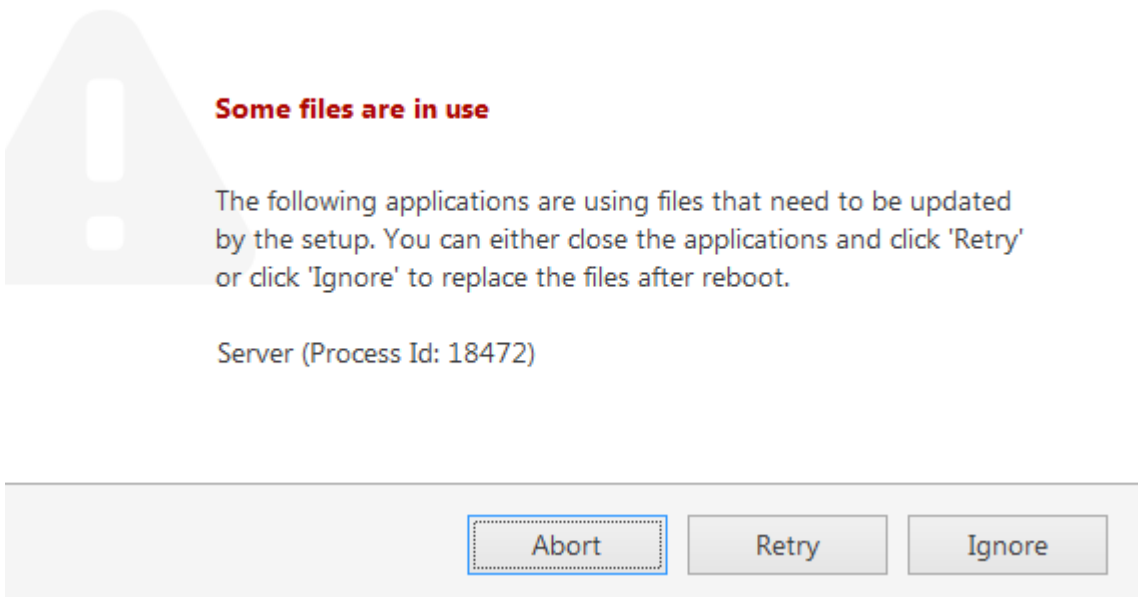 Some files are in use
The following applications are using files that need to be updated
by the setup. You can either close the applications and click 'Retry'
or click 'Ignore' to replace the files after reboot.
Server (Process Id: 18472)
Abort Retry Ignore